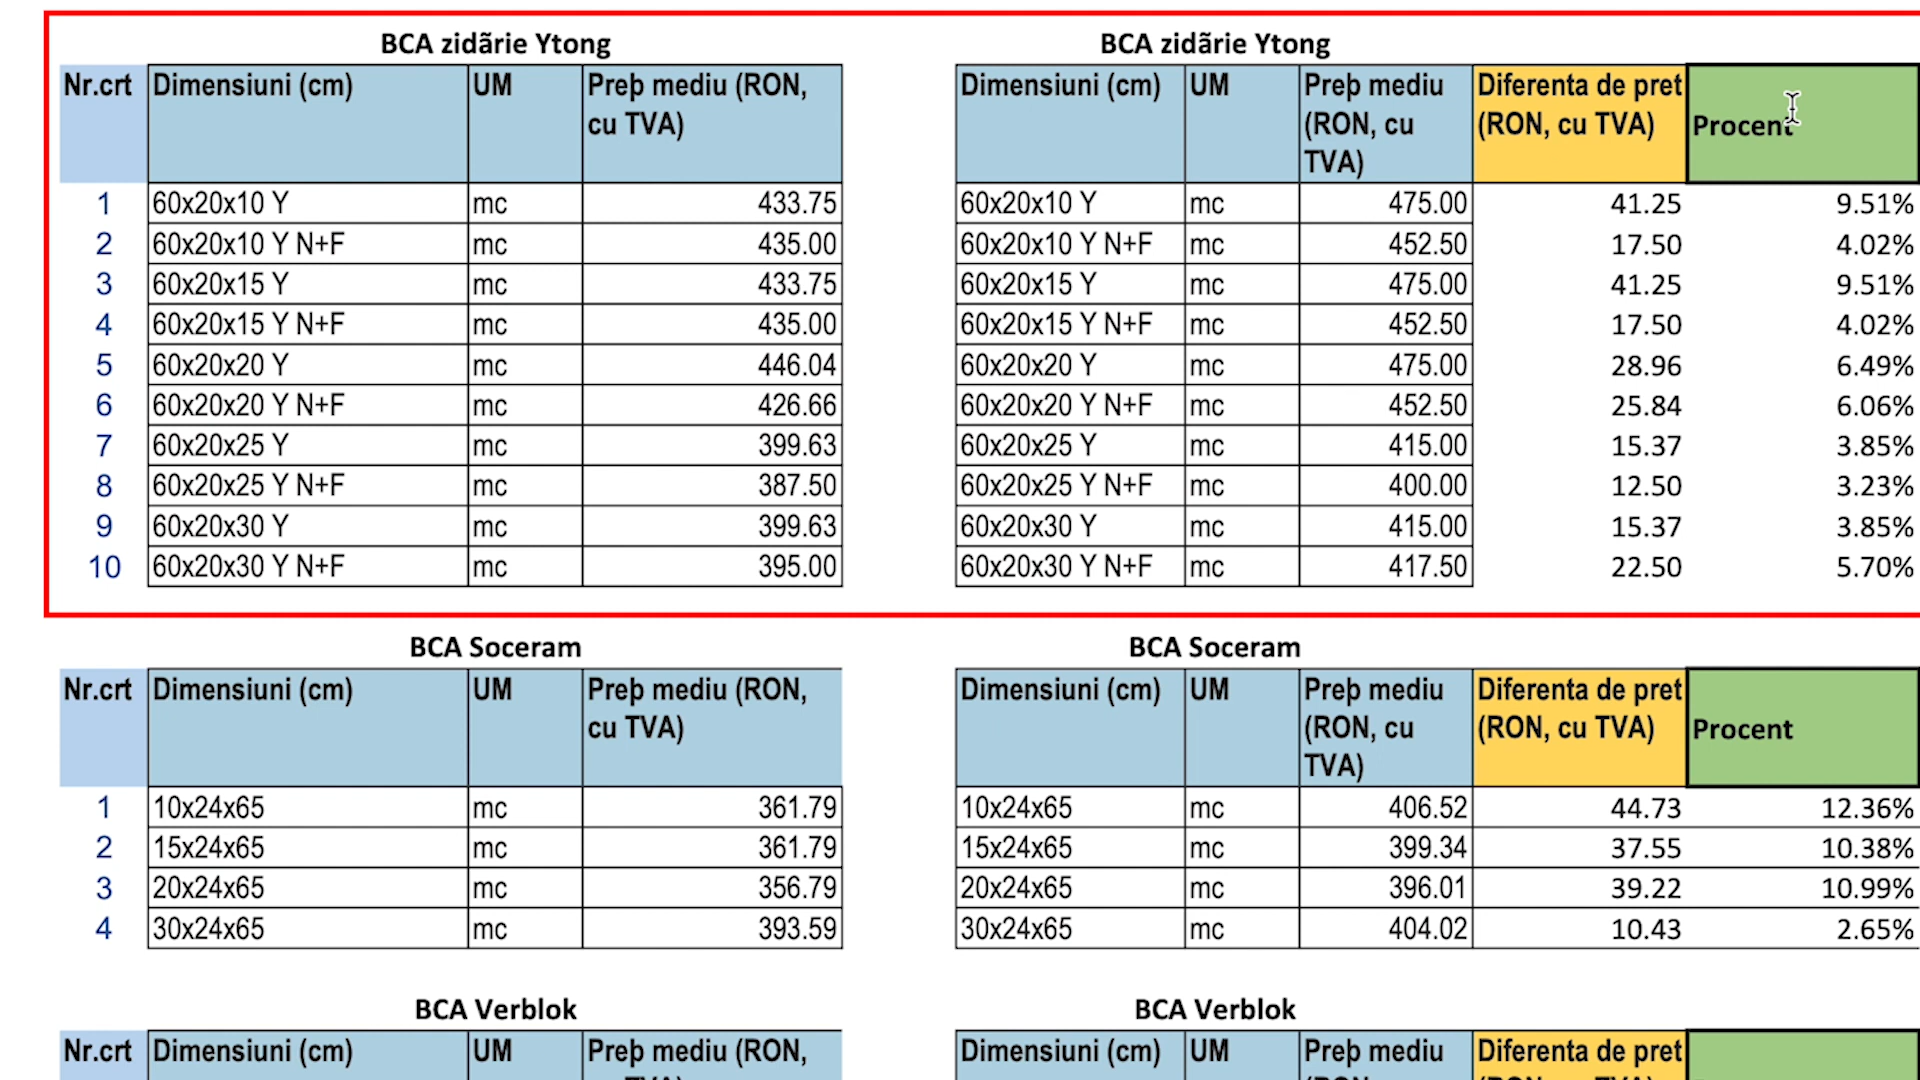 BCA zidãrie Ytong BCA zidãrie Ytong
Nr.crt Dimensiuni (cm) UM Preþ mediu (RON, Dimensiuni (cm) UM Preþ mediu Diferenta de pret
cu TVA) (RON, cu (RON, cu TVA) Procent
TVA)
1 60x20x10 Y mc 433.75 60x20x10 Y mc 475.00 41.25 9.51%
2 60x20x10 Y N+F mc 435.00 60x20x10 Y N+F mc 452.50 17.50 4.02%
3 60x20x15 Y mc 433.75 60x20x15 Y mc 475.00 41.25 9.51%
4 60x20x15 Y N+F mc 435.00 60x20x15 Y N+F mc 452.50 17.50 4.02%
5 60x20x20 Y mc 446.04 60x20x20 Y mc 475.00 28.96 6.49%
6 60x20x20 Y N+F mc 426.66 60x20x20 Y N+F mc 452.50 25.84 6.06%
7 60x20x25 Y mc 399.63 60x20x25 Y mc 415.00 15.37 3.85%
8 60x20x25 Y N+F mc 387.50 60x20x25 Y N+F mc 400.00 12.50 3.23%
9 60x20x30 Y mc 399.63 60x20x30 Y mc 415.00 15.37 3.85%
10 60x20x30 Y N+F mc 395.00 60x20x30 Y N+F mc 417.50 22.50 5.70%
BCA Soceram BCA Soceram
Nr.crt Dimensiuni (cm) UM Preþ mediu (RON, Dimensiuni (cm) UM Preþ mediu Diferenta de pret
cu TVA) (RON, cu (RON, cu TVA) Procent
TVA)
1 10x24x65 mc 361.79 10x24x65 mc 406.52 44.73 12.36%
2 15x24x65 mc 361.79 15x24x65 mc 399.34 37.55 10.38%
3 20x24x65 mc 356.79 20x24x65 mc 396.01 39.22 10.99%
4 30x24x65 mc 393.59 30x24x65 mc 404.02 10.43 2.65%
BCA Verblok BCA Verblok
Nr.crt Dimensiuni (cm) UM Preþ mediu (RON, Dimensiuni (cm) UM Preþ mediu Diferenta de pret